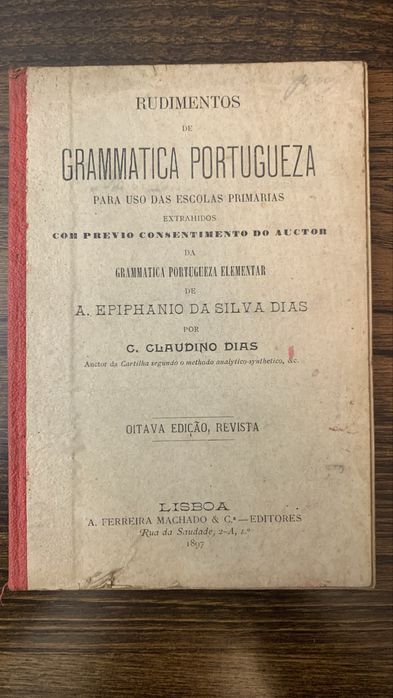 RUDIMENTOS
DE
GRAMMATICA PORTUGUEZA
PARA USO DAS ESCOLAS PRIMARIAS
EXTRAHIDOS
COM PREVIO CONSENTIMENTO DO AUCTOR
DA
GRAMMATICA PORTUGUEZA ELEMENTAR
DE
A. EPIPHANIO DA SILVA DIAS
POR
C. CLAUDINO DIAS
Auctor da Cartilha segundo o methodo analytico-synthetico, &c.
OITAVA EDIÇÃO, REVISTA
LISBOA
A. FERREIRA MACHADO & C.ª—EDITORES
Rua da Saudade, 2-A, 1.º
1897